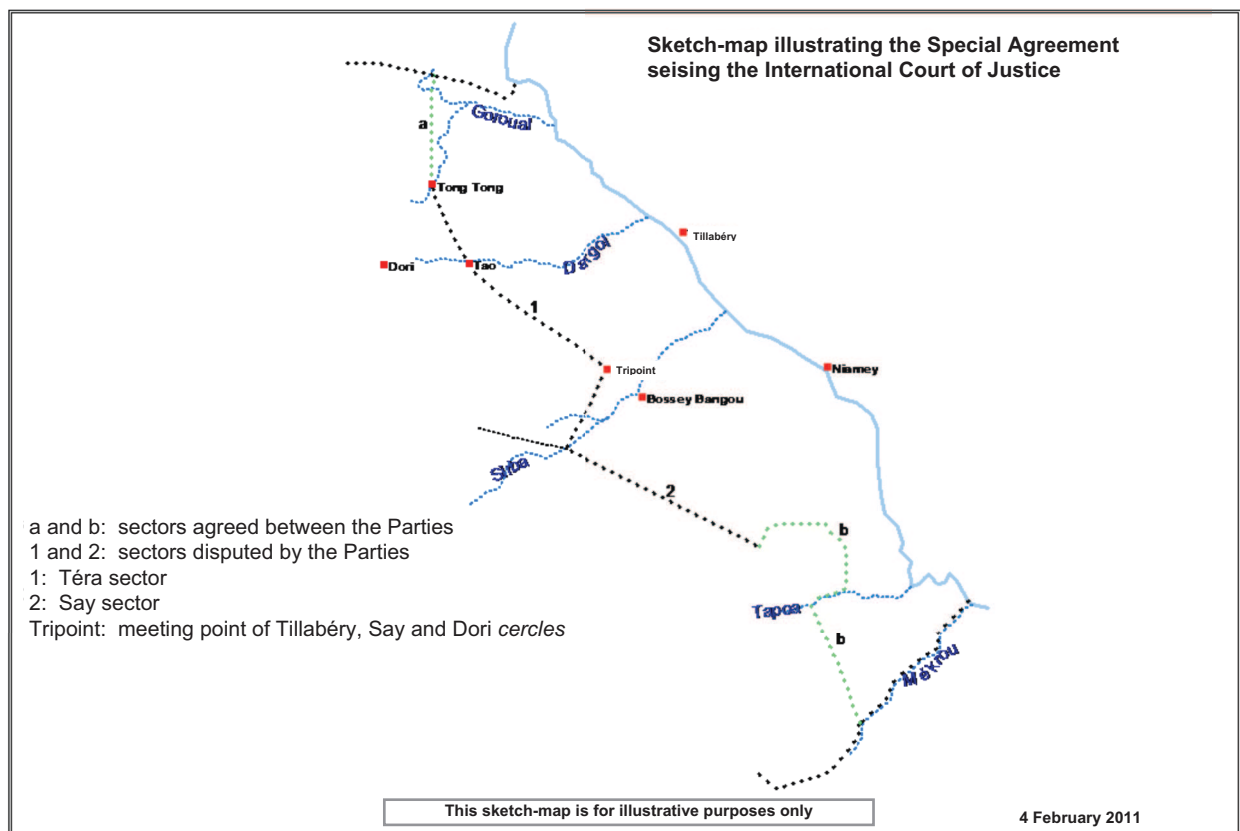 Sketch-map illustrating the Special Agreement
seising the International Court of Justice
Goroual
a
Tong Tong
Tillabéry
Dargol
Dori
Tao
1
Tripoint
Niamey
Bossey Bangou
Sirba
2
a and b: sectors agreed between the Parties
1 and 2: sectors disputed by the Parties
1: Téra sector
2: Say sector
Tripoint: meeting point of Tillabéry, Say and Dori cercles
b
Tapoa
b
Mekrou
This sketch-map is for illustrative purposes only
4 February 2011